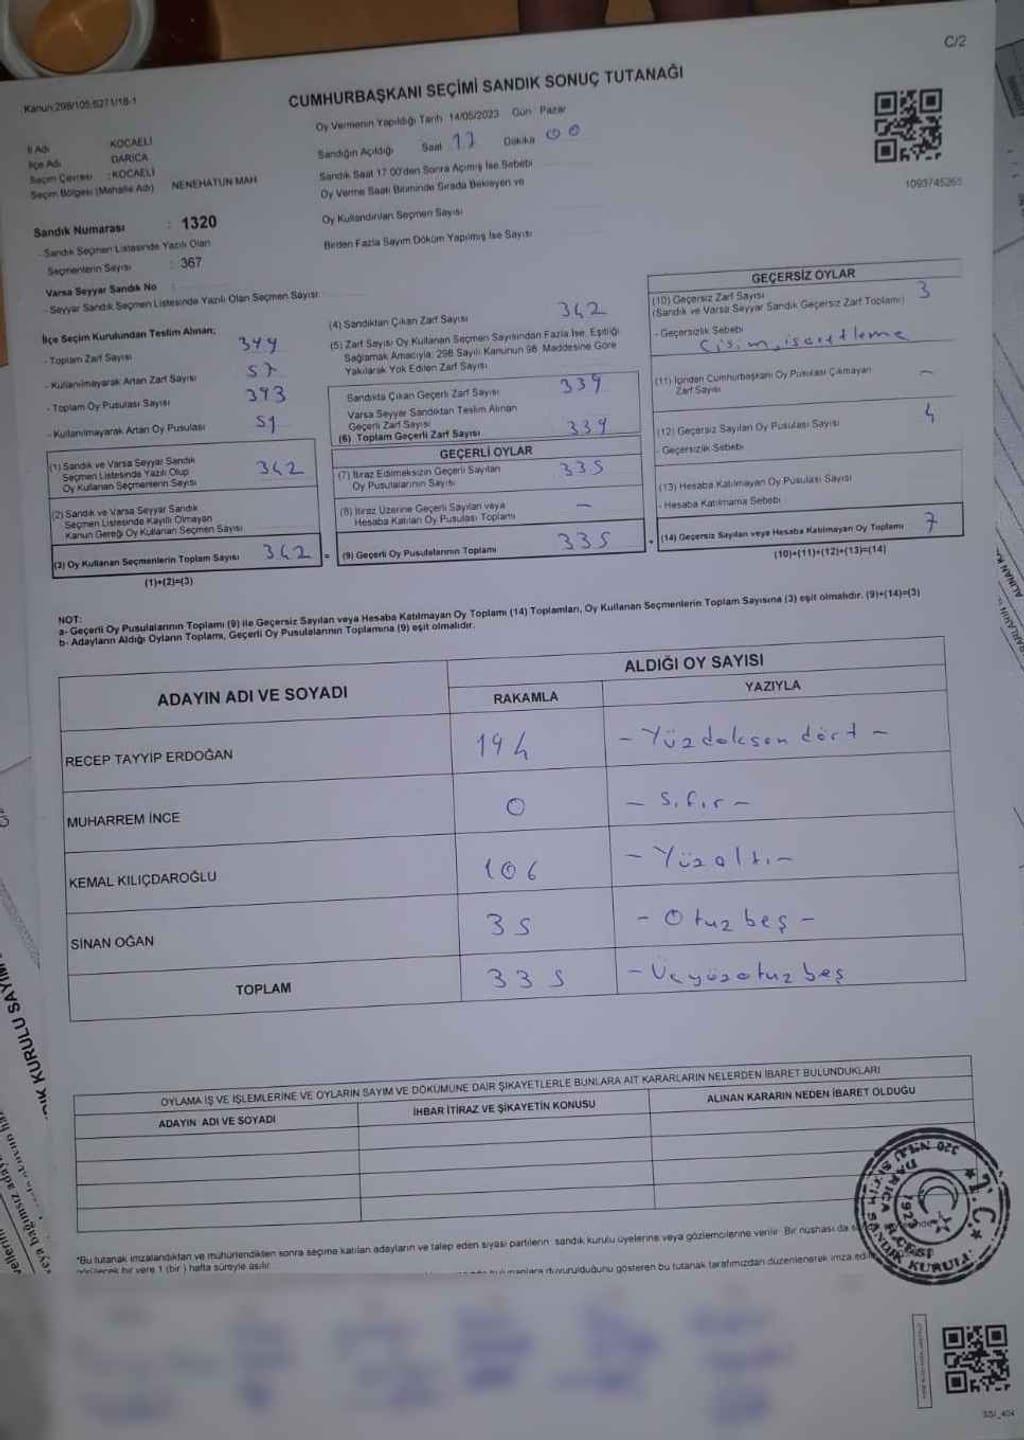 C/2
Kanun:298/105,6271/18-1
CUMHURBAŞKANI SEÇİMİ SANDIK SONUÇ TUTANAĞI
Oy Vermenin Yapıldığı Tarih 14/05/2023 Gün Pazar
İl Adı KOCAELİ
İlçe Adı DARICA
Seçim Çevresi : KOCAELİ
Seçim Bölgesi (Mahalle Adı) NENEHATUN MAH
Sandığın Açıldığı Saat 17 Dakika 00
Sandık Saat 17.00'den Sonra Açılmış İse Sebebi
Oy Verme Saati Bitiminde Sırada Bekleyen ve
Oy Kullandırılan Seçmen Sayısı
Birden Fazla Sayım Döküm Yapılmış İse Sayısı
1093745265
Sandık Numarası : 1320
- Sandık Seçmen Listesinde Yazılı Olan
Seçmenlerin Sayısı : 367
Varsa Seyyar Sandık No
- Seyyar Sandık Seçmen Listesinde Yazılı Olan Seçmen Sayısı:
İlçe Seçim Kurulundan Teslim Alınan;
- Toplam Zarf Sayısı
- Kullanılmayarak Artan Zarf Sayısı 57
- Toplam Oy Pusulası Sayısı 393
- Kullanılmayarak Artan Oy Pusulası 51
(1) Sandık ve Varsa Seyyar Sandık
Seçmen Listesinde Yazılı Olup
Oy Kullanan Seçmenlerin Sayısı 342
(2) Sandık ve Varsa Seyyar Sandık
Seçmen Listesinde Kayıtlı Olmayan
Kanun Gereği Oy Kullanan Seçmen Sayısı
(3) Oy Kullanan Seçmenlerin Toplam Sayısı 342
(1)+(2)=(3)
(4) Sandıktan Çıkan Zarf Sayısı 342
(5) Zarf Sayısı Oy Kullanan Seçmen Sayısından Fazla İse, Eşitliği
Sağlamak Amacıyla, 298 Sayılı Kanunun 98. Maddesine Göre
Yakılarak Yok Edilen Zarf Sayısı
Sandıkta Çıkan Geçerli Zarf Sayısı 339
Varsa Seyyar Sandıktan Teslim Alınan
Geçerli Zarf Sayısı
(6) Toplam Geçerli Zarf Sayısı 339
GEÇERLİ OYLAR
(7) İtiraz Edilmeksizin Geçerli Sayılan
Oy Pusulalarının Sayısı 335
(8) İtiraz Üzerine Geçerli Sayılan veya
Hesaba Katılan Oy Pusulası Toplamı -
= (9) Geçerli Oy Pusulalarının Toplamı 335
GEÇERSİZ OYLAR
(10) Geçersiz Zarf Sayısı 3
(Sandık ve Varsa Seyyar Sandık Geçersiz Zarf Toplamı)
- Geçersizlik Sebebi
Cisim, işaretleme
(11) İçinden Cumhurbaşkanı Oy Pusulası Çıkmayan
Zarf Sayısı -
(12) Geçersiz Sayılan Oy Pusulası Sayısı 4
- Geçersizlik Sebebi
(13) Hesaba Katılmayan Oy Pusulası Sayısı
- Hesaba Katılmama Sebebi
+ (14) Geçersiz Sayılan veya Hesaba Katılmayan Oy Toplamı 7
(10)+(11)+(12)+(13)=(14)
NOT:
a- Geçerli Oy Pusulalarının Toplamı (9) ile Geçersiz Sayılan veya Hesaba Katılmayan Oy Toplamı (14) Toplamları, Oy Kullanan Seçmenlerin Toplam Sayısına (3) eşit olmalıdır. (9)+(14)=(3)
b- Adayların Aldığı Oyların Toplamı, Geçerli Oy Pusulalarının Toplamına (9) eşit olmalıdır.
ADAYIN ADI VE SOYADI
ALDIĞI OY SAYISI
RAKAMLA YAZIYLA
RECEP TAYYİP ERDOĞAN 194 - Yüzdoksan dört -
MUHARREM İNCE 0 - Sıfır -
KEMAL KILIÇDAROĞLU 106 - Yüzaltı -
SİNAN OĞAN 35 - Otuz beş -
TOPLAM 335 - Üçyüzotuz beş
OYLAMA İŞ VE İŞLEMLERİNE VE OYLARIN SAYIM VE DÖKÜMÜNE DAİR ŞİKAYETLERLE BUNLARA AİT KARARLARIN NELERDEN İBARET BULUNDUKLARI
ADAYIN ADI VE SOYADI İHBAR İTİRAZ VE ŞİKAYETİN KONUSU ALINAN KARARIN NEDEN İBARET OLDUĞU
*Bu tutanak imzalandıktan ve mühürlendikten sonra seçime katılan adayların ve talep eden siyasi partilerin sandık kurulu üyelerine veya gözlemcilerine verilir. Bir nüshası da
bir yere 1 (bir) hafta süreyle asılır.
duyurulduğunu gösteren bu tutanak tarafımızdan düzenlenerek imza
T.C.
DARICA İLÇESİ
SANDIK KURULU